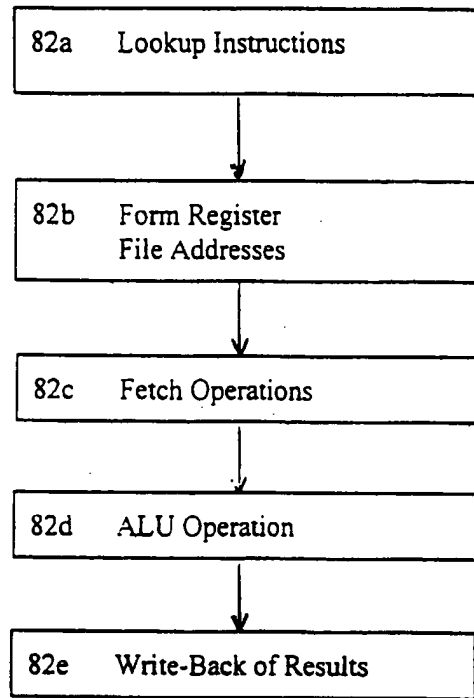 82a Lookup Instructions
82b Form Register
File Addresses
82c Fetch Operations
82d ALU Operation
82e Write-Back of Results